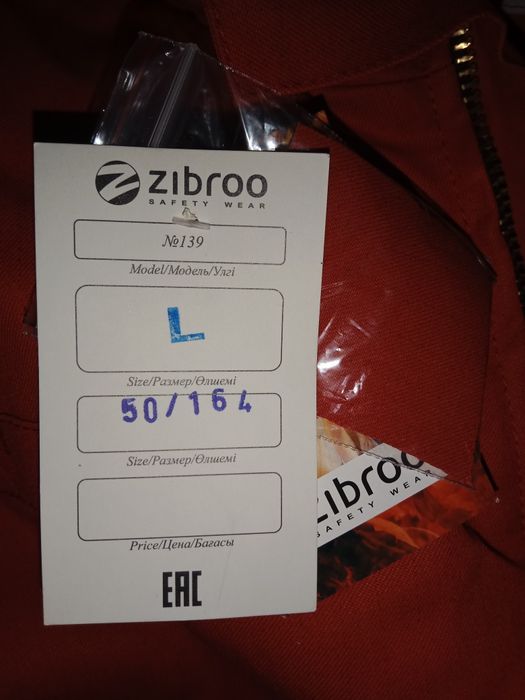 zibroo
SAFETY WEAR
№139
Model/Модель/Улгі
L
Size/Размер/Өлшемі
50/164
Size/Размер/Өлшемі
Price/Цена/Бағасы
EAC
zibroo
SAFETY WEAR